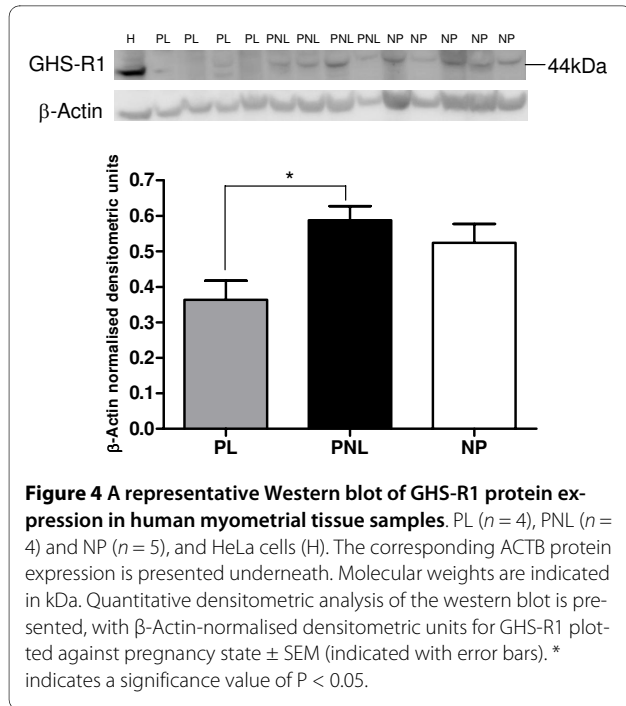 H PL PL PL PL PNL PNL PNL PNL NP NP NP NP NP
GHS-R1
44kDa
β-Actin
*
β-Actin normalised densitometric units
0.7
0.6
0.5
0.4
0.3
0.2
0.1
0.0
PL PNL NP
Figure 4 A representative Western blot of GHS-R1 protein ex-
pression in human myometrial tissue samples. PL (n = 4), PNL (n =
4) and NP (n = 5), and HeLa cells (H). The corresponding ACTB protein
expression is presented underneath. Molecular weights are indicated
in kDa. Quantitative densitometric analysis of the western blot is pre-
sented, with β-Actin-normalised densitometric units for GHS-R1 plot-
ted against pregnancy state ± SEM (indicated with error bars). *
indicates a significance value of P < 0.05.